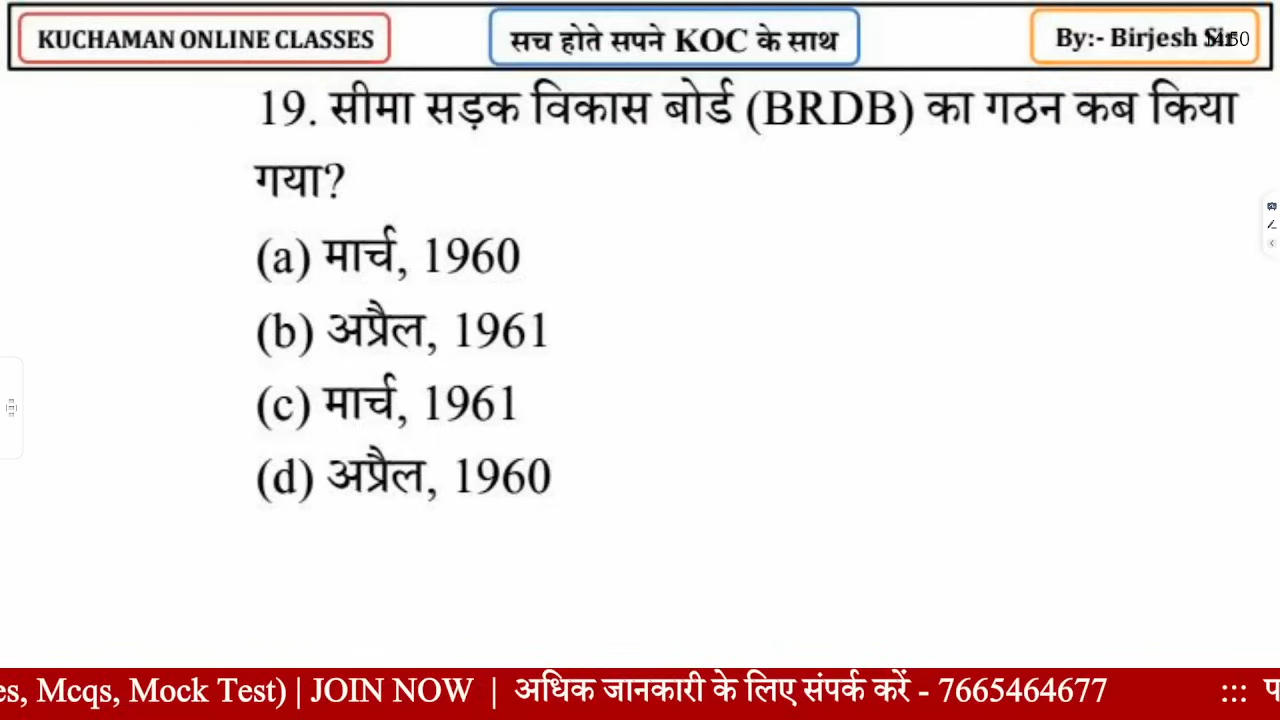 KUCHAMAN ONLINE CLASSES
सच होते सपने KOC के साथ
By:- Birjesh
19. सीमा सड़क विकास बोर्ड (BRDB) का गठन कब किया
गया?
(a) मार्च, 1960
(b) अप्रैल, 1961
(c) मार्च, 1961
(d) अप्रैल, 1960
es, Mcqs, Mock Test) | JOIN NOW | अधिक जानकारी के लिए संपर्क करें - 7665464677 ::: प